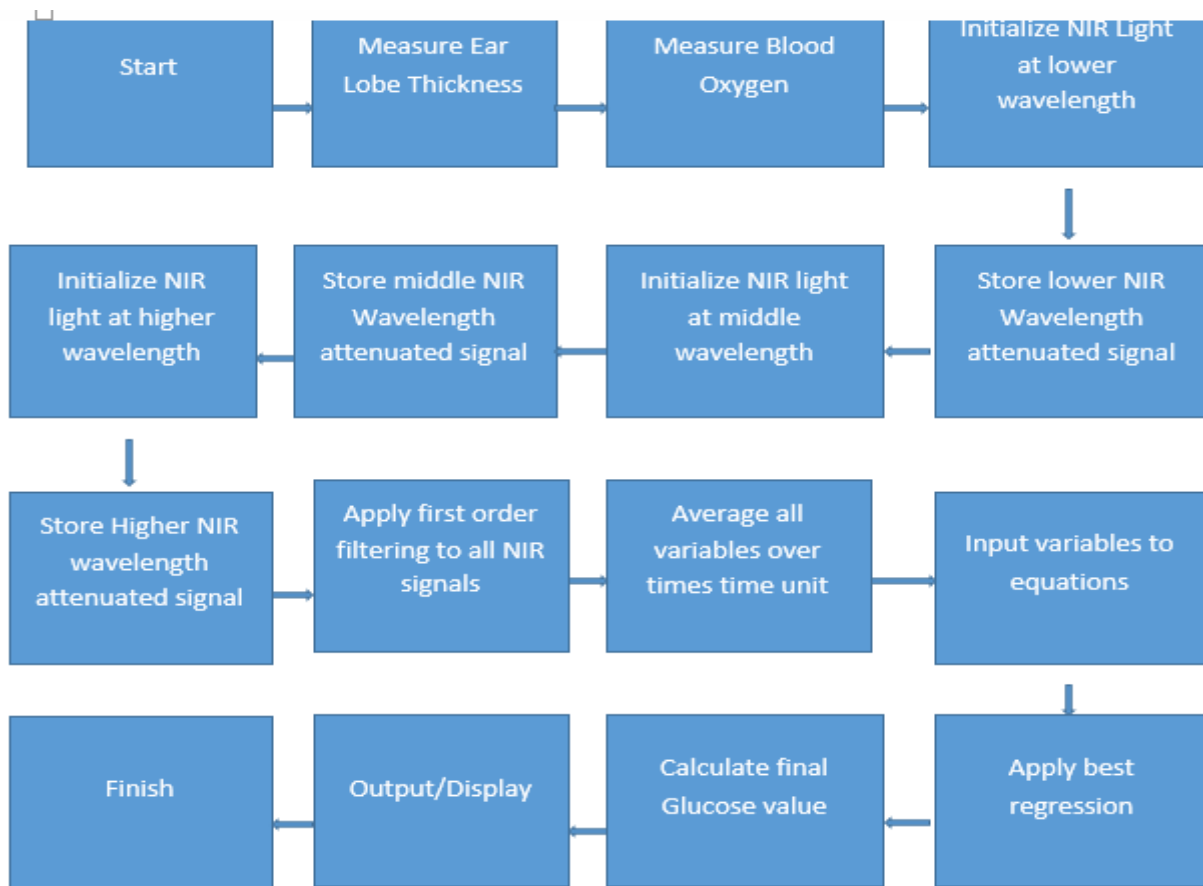 Start
Measure Ear
Lobe Thickness
Measure Blood
Oxygen
Initialize NIR Light
at lower
wavelength
Store lower NIR
Wavelength
attenuated signal
Initialize NIR light
at middle
wavelength
Store middle NIR
Wavelength
attenuated signal
Initialize NIR
light at higher
wavelength
Store Higher NIR
wavelength
attenuated signal
Apply first order
filtering to all NIR
signals
Average all
variables over
times time unit
Input variables to
equations
Apply best
regression
Calculate final
Glucose value
Output/Display
Finish